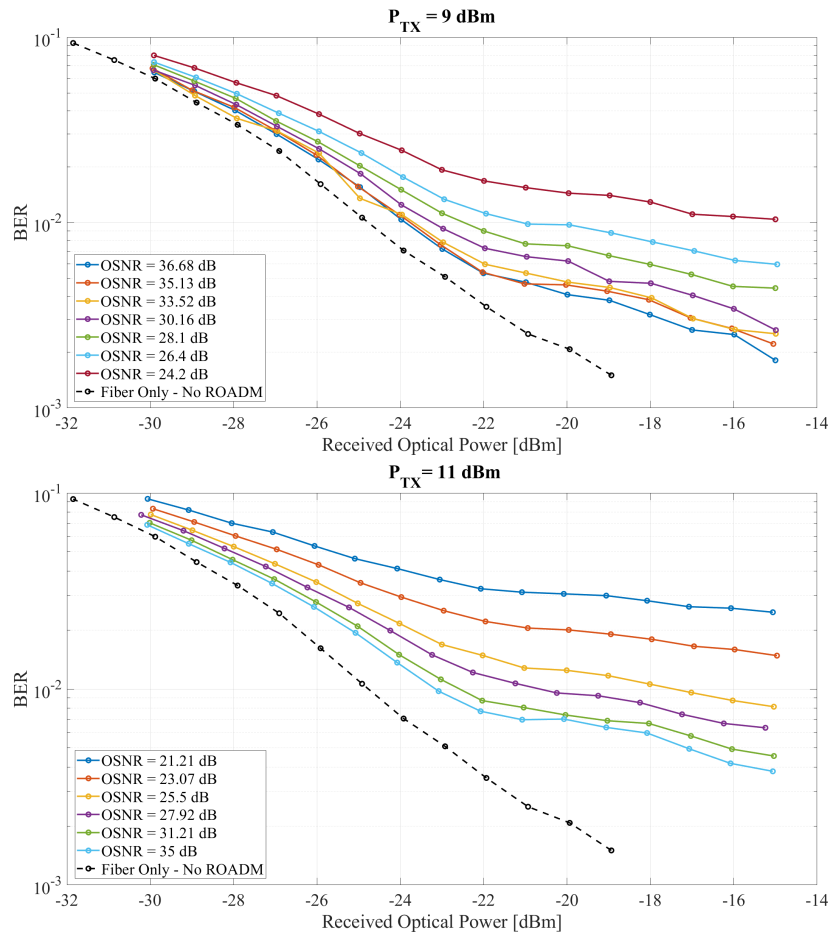 P_TX = 9 dBm
10^-1
10^-2
10^-3
BER
OSNR = 36.68 dB
OSNR = 35.13 dB
OSNR = 33.52 dB
OSNR = 30.16 dB
OSNR = 28.1 dB
OSNR = 26.4 dB
OSNR = 24.2 dB
Fiber Only - No ROADM
-32 -30 -28 -26 -24 -22 -20 -18 -16 -14
Received Optical Power [dBm]
P_TX = 11 dBm
10^-1
10^-2
10^-3
BER
OSNR = 21.21 dB
OSNR = 23.07 dB
OSNR = 25.5 dB
OSNR = 27.92 dB
OSNR = 31.21 dB
OSNR = 35 dB
Fiber Only - No ROADM
-32 -30 -28 -26 -24 -22 -20 -18 -16 -14
Received Optical Power [dBm]